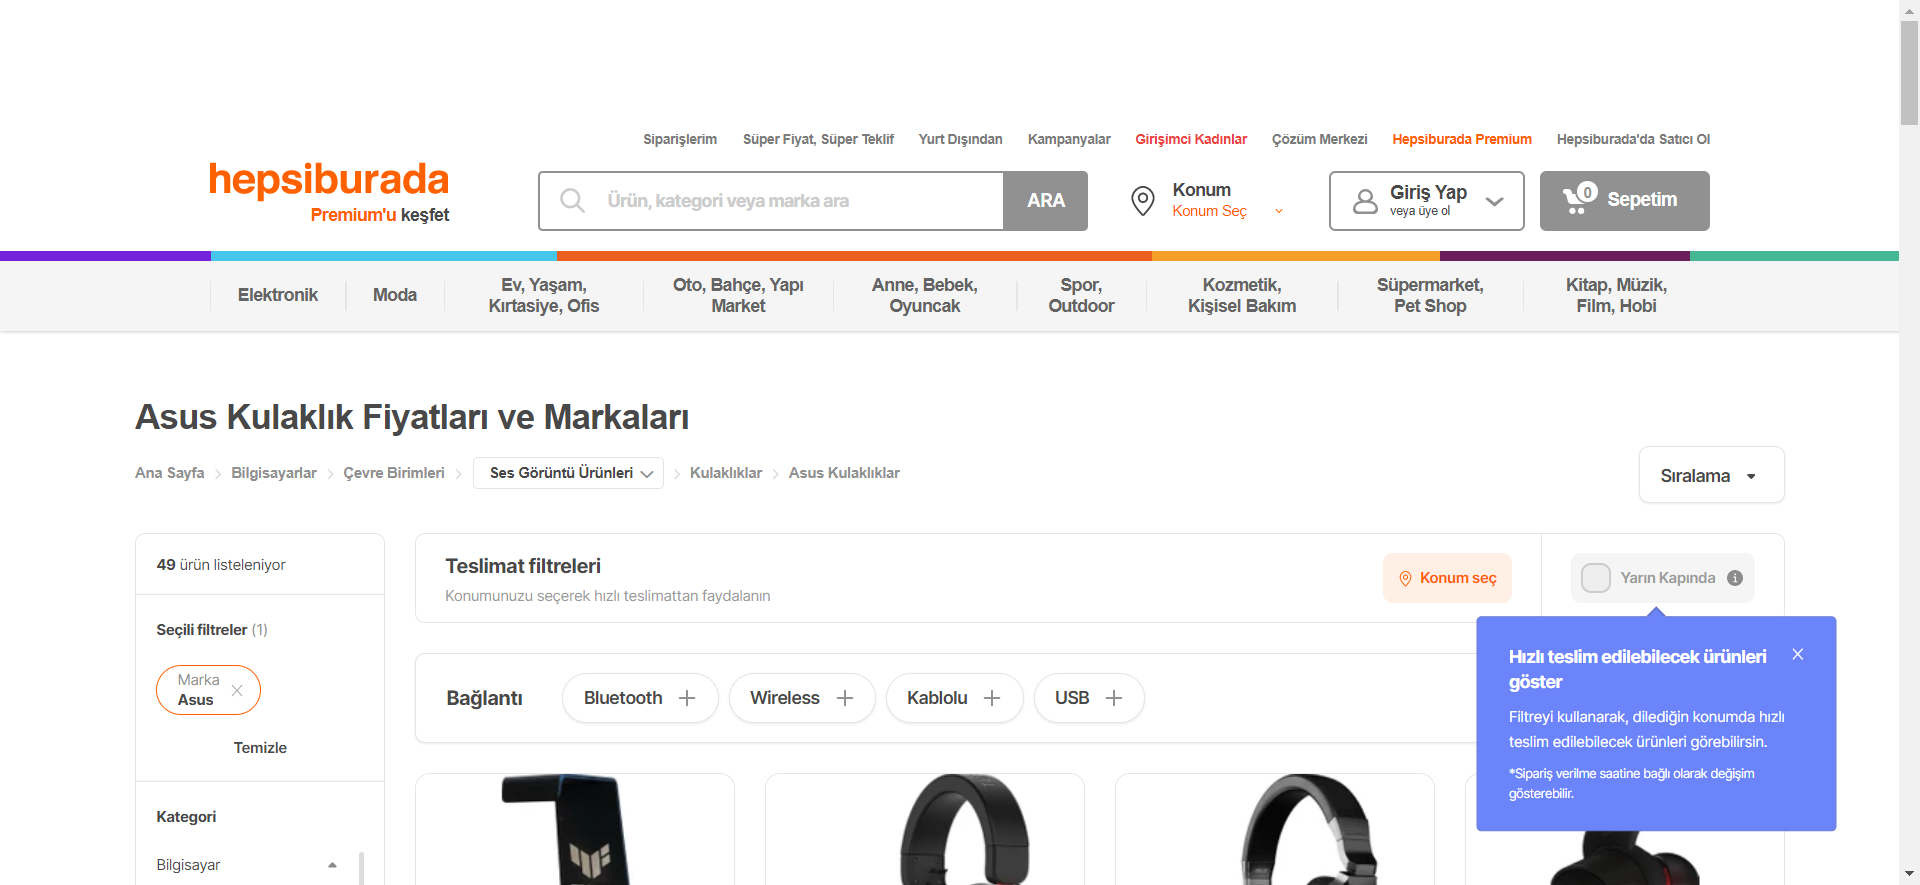 Siparişlerim Süper Fiyat, Süper Teklif Yurt Dışından Kampanyalar Girişimci Kadınlar Çözüm Merkezi Hepsiburada Premium Hepsiburada'da Satıcı Ol
hepsiburada
Premium'u keşfet
Ürün, kategori veya marka ara
ARA
Konum
Konum Seç
Giriş Yap
veya üye ol
0
Sepetim
Elektronik
Moda
Ev, Yaşam,
Kırtasiye, Ofis
Oto, Bahçe, Yapı
Market
Anne, Bebek,
Oyuncak
Spor,
Outdoor
Kozmetik,
Kişisel Bakım
Süpermarket,
Pet Shop
Kitap, Müzik,
Film, Hobi
Asus Kulaklık Fiyatları ve Markaları
Ana Sayfa Bilgisayarlar Çevre Birimleri Ses Görüntü Ürünleri Kulaklıklar Asus Kulaklıklar
Sıralama
49 ürün listeleniyor
Seçili filtreler (1)
Marka
Asus
Temizle
Kategori
Bilgisayar
Teslimat filtreleri
Konumunuzu seçerek hızlı teslimattan faydalanın
Konum seç
Yarın Kapında
Bağlantı Bluetooth Wireless Kablolu USB
Hızlı teslim edilebilecek ürünleri
göster
Filtreyi kullanarak, dilediğin konumda hızlı
teslim edilebilecek ürünleri görebilirsin.
*Sipariş verilme saatine bağlı olarak değişim
gösterebilir.